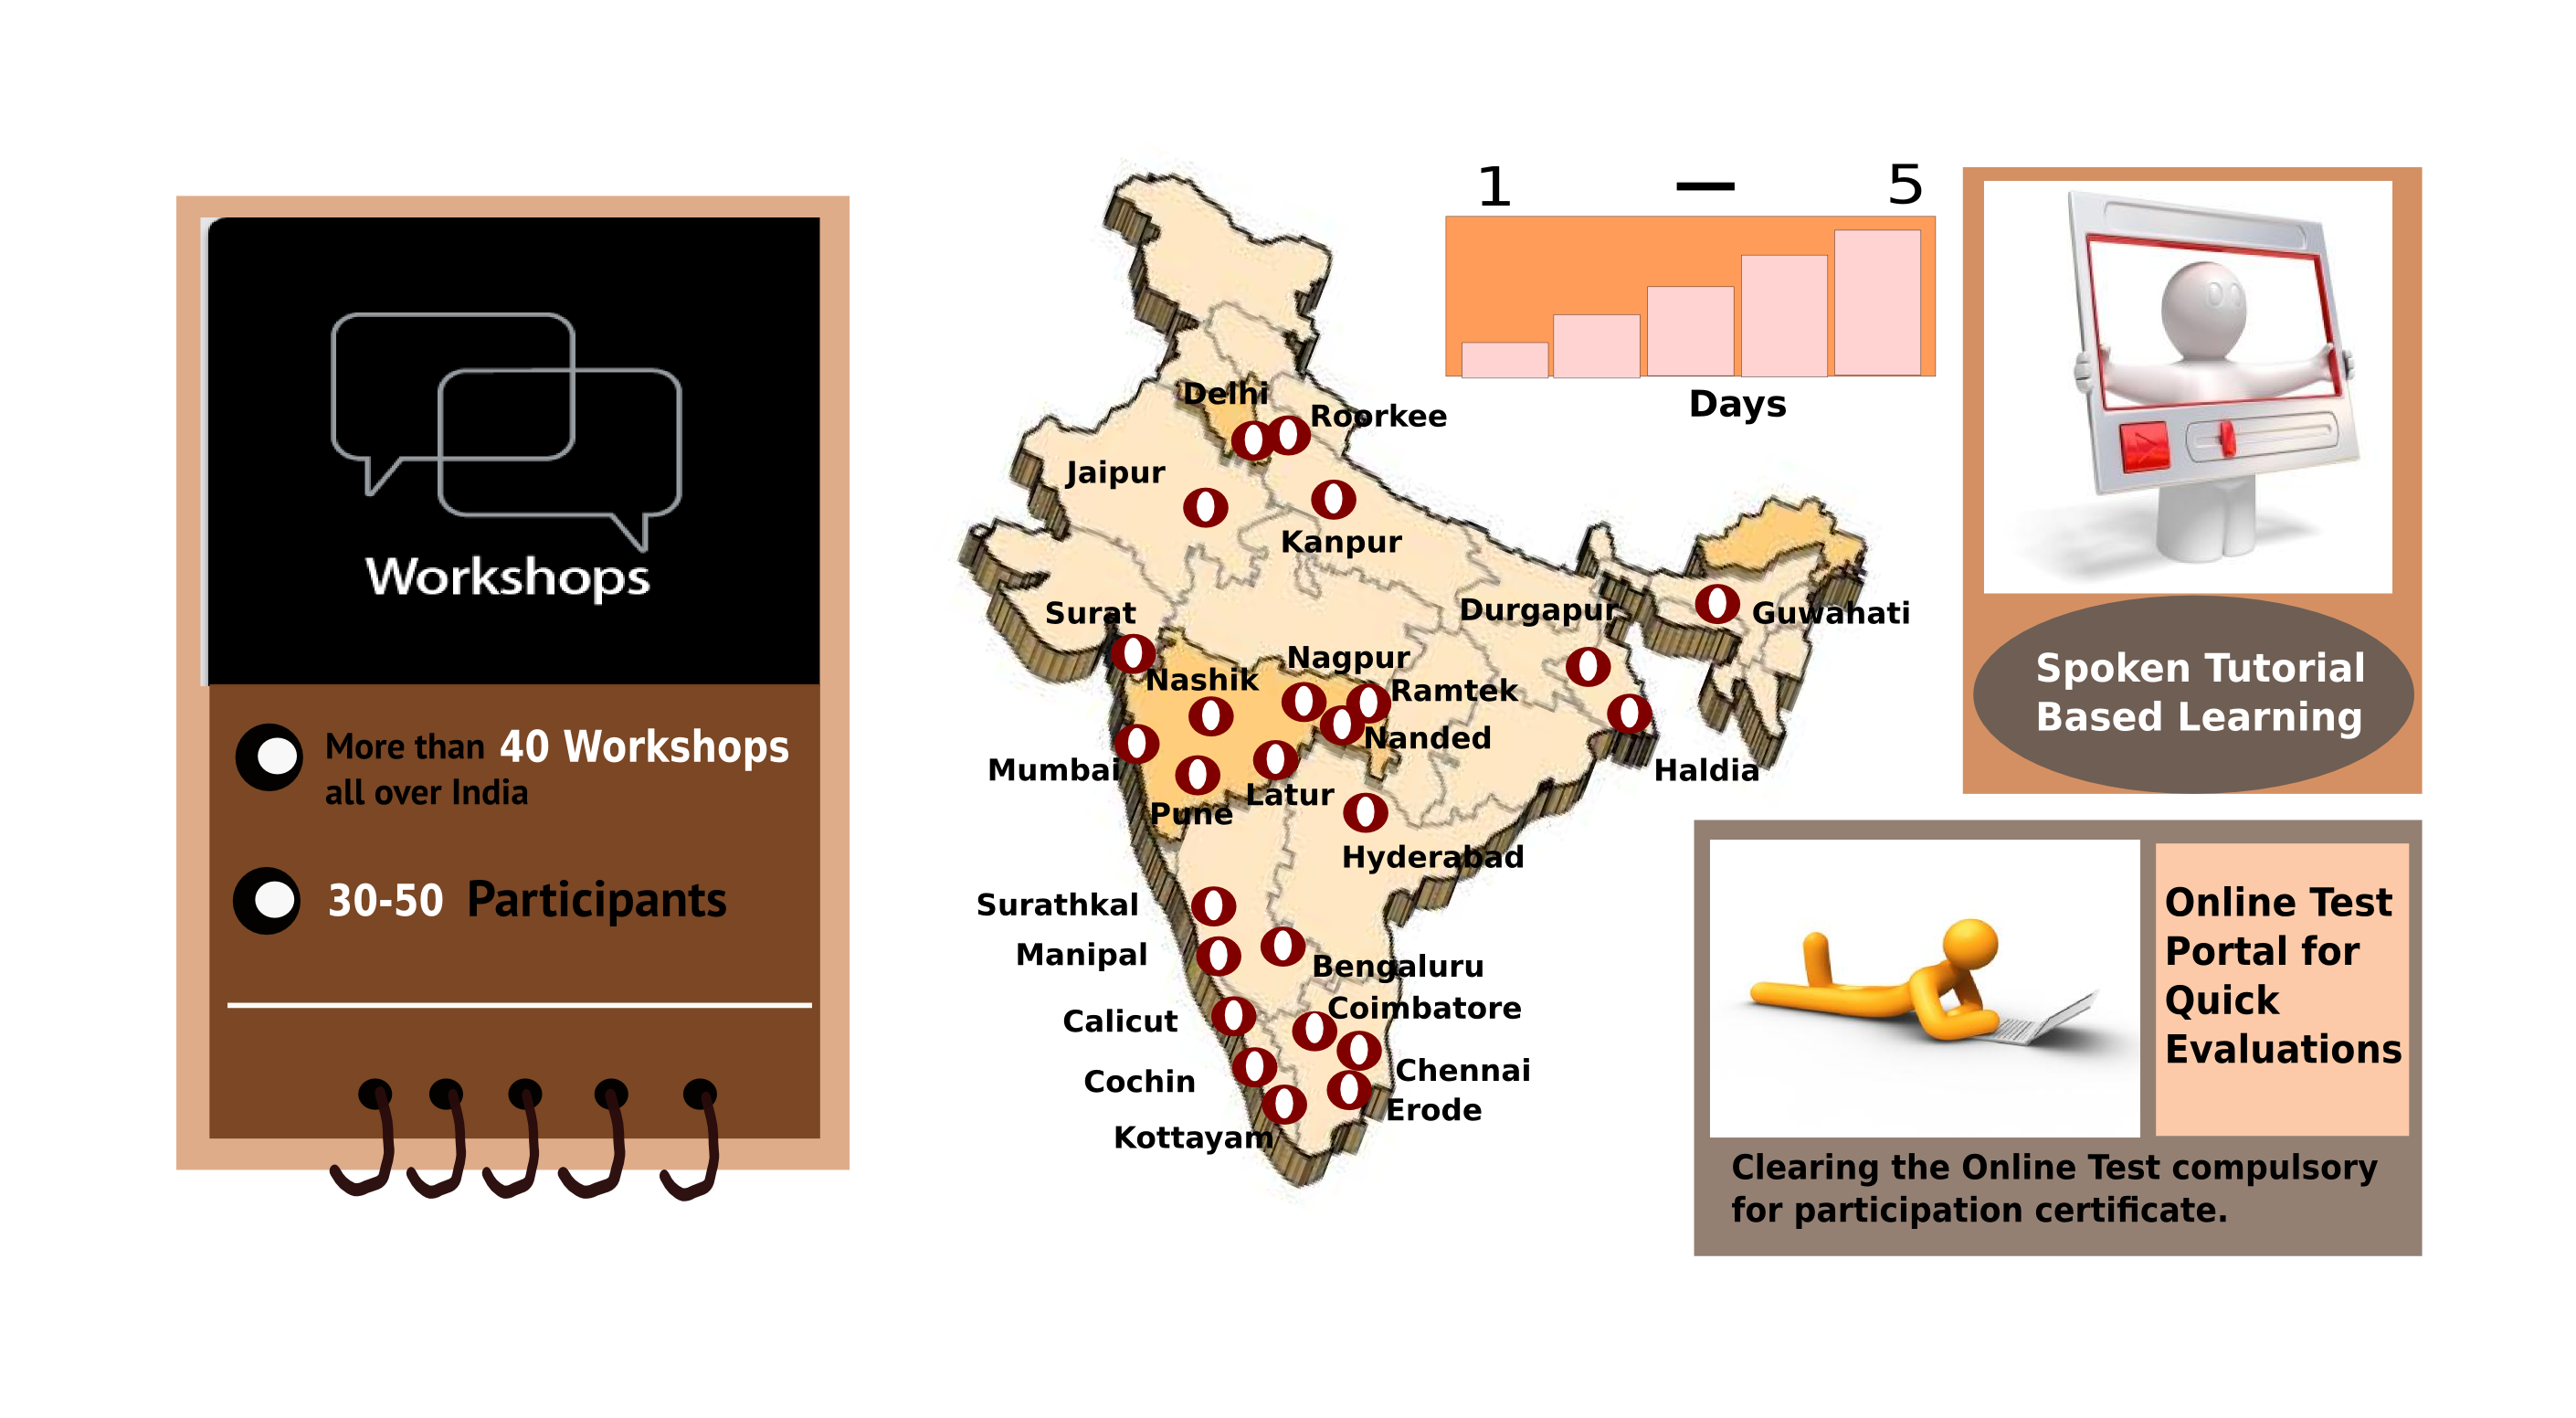 Workshops
More than 40 Workshops
all over India
30-50 Participants
1 — 5
Days
Delhi
Roorkee
Jaipur
Kanpur
Surat
Durgapur
Guwahati
Nagpur
Nashik
Ramtek
Nanded
Mumbai
Haldia
Latur
Pune
Hyderabad
Surathkal
Manipal
Bengaluru
Coimbatore
Calicut
Chennai
Cochin
Erode
Kottayam
Spoken Tutorial
Based Learning
Online Test
Portal for
Quick
Evaluations
Clearing the Online Test compulsory
for participation certificate.